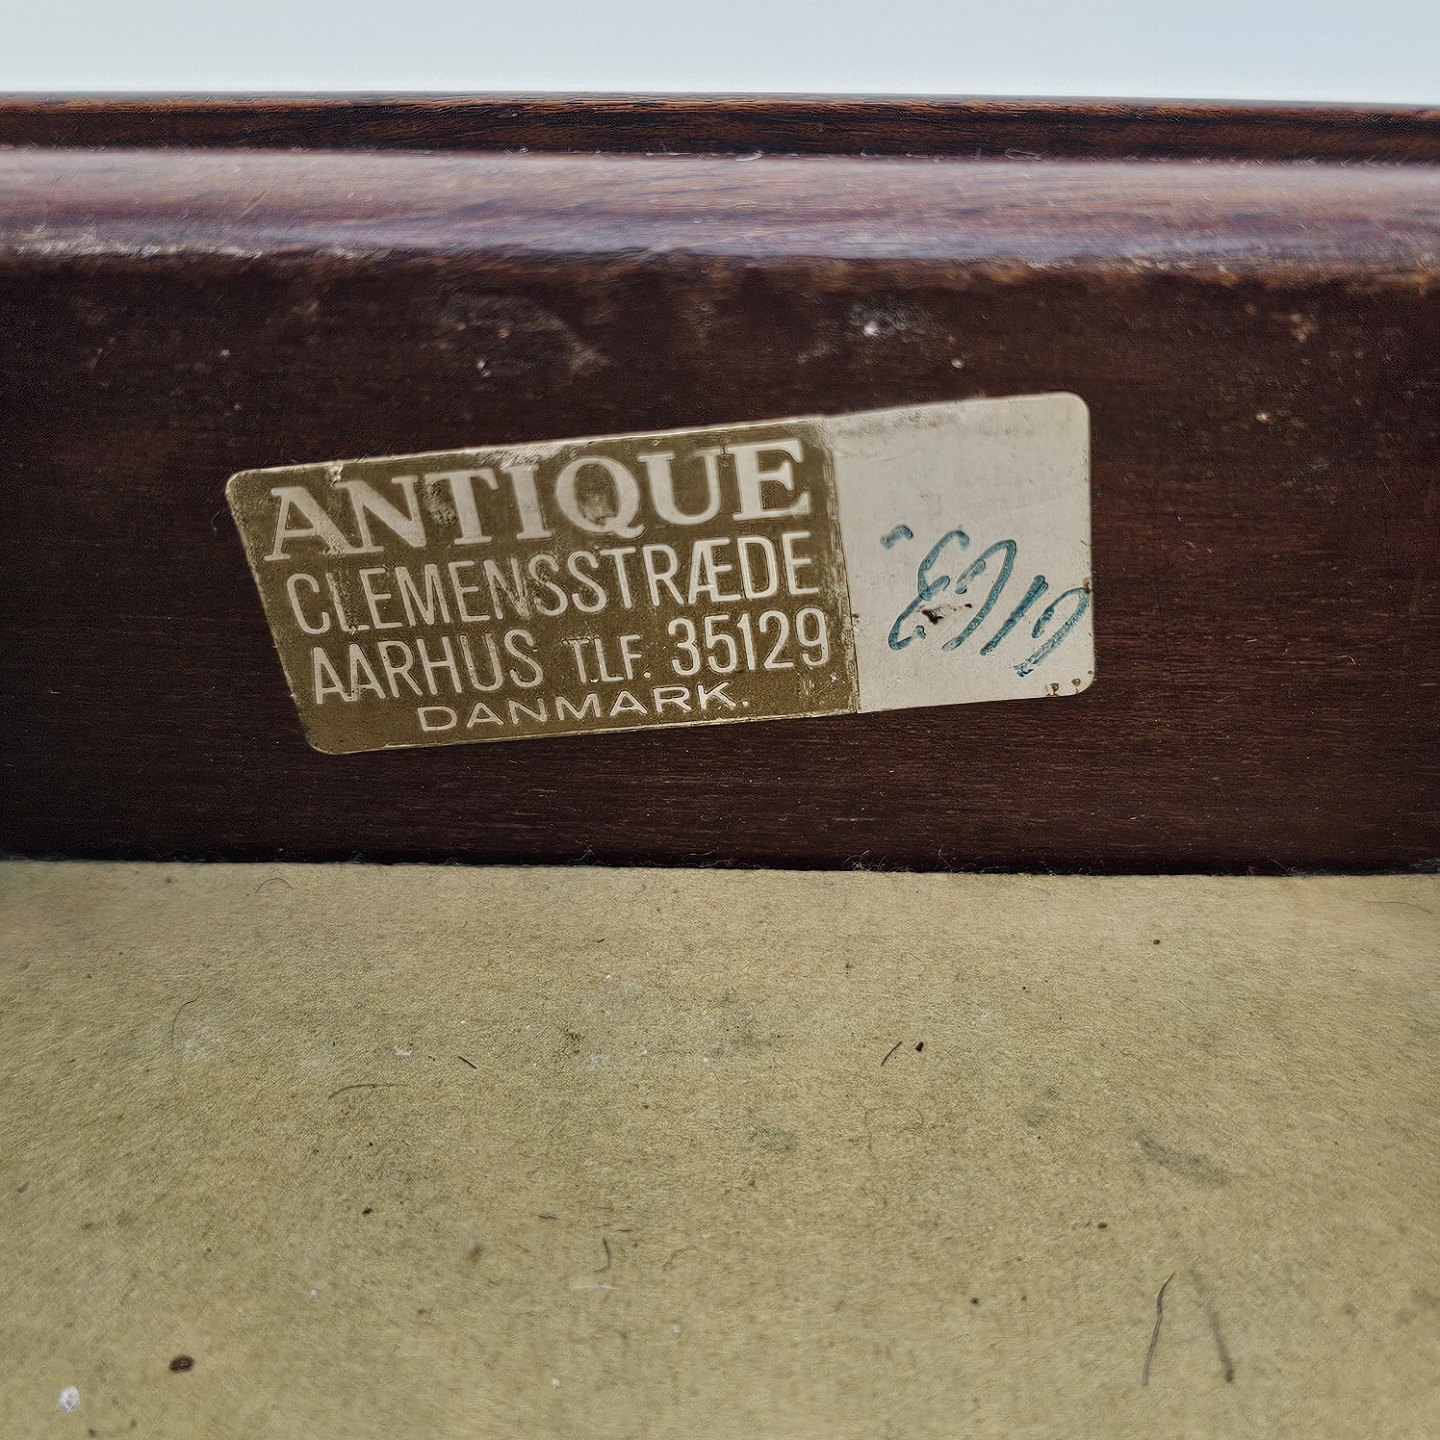 ANTIQUE
CLEMENSSTRÆDE
AARHUS TLF. 35129
DANMARK.